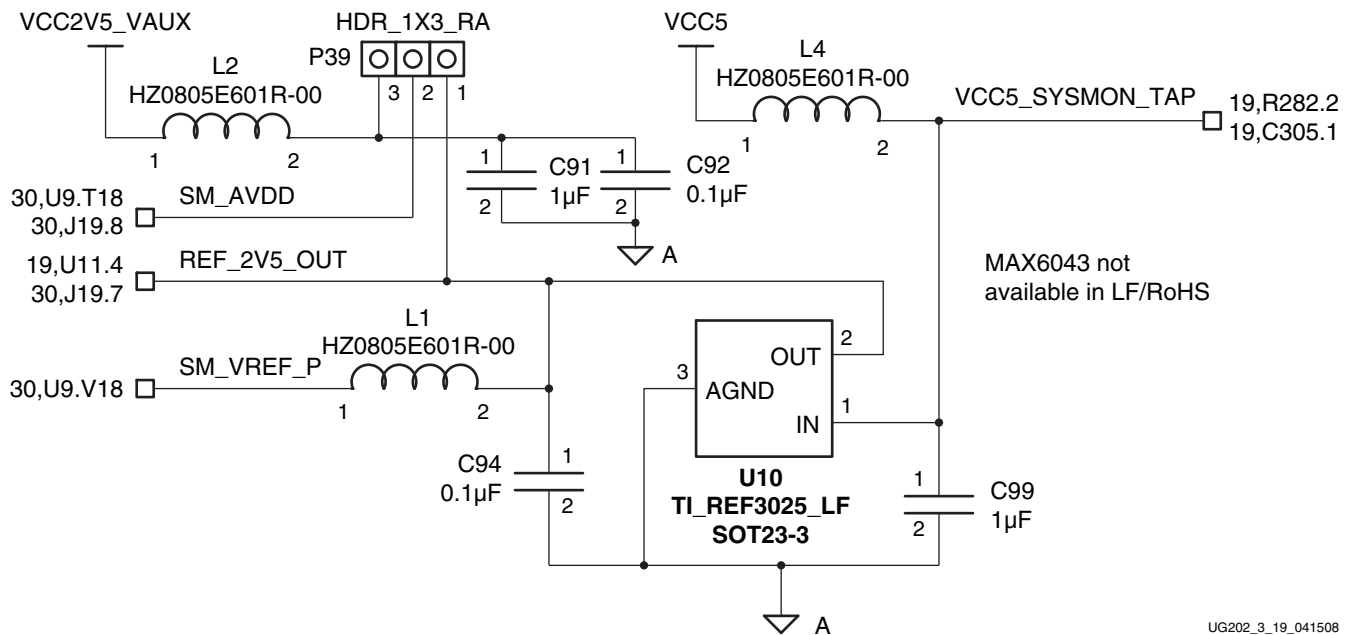 VCC2V5_VAUX
HDR_1X3_RA
VCC5
P39
L2
HZ0805E601R-00
L4
HZ0805E601R-00
3 2 1
VCC5_SYSMON_TAP
19,R282.2
19,C305.1
1 2
1 2
1
2
C91
1µF
1
2
C92
0.1µF
30,U9.T18
30,J19.8
SM_AVDD
A
19,U11.4
30,J19.7
REF_2V5_OUT
MAX6043 not
available in LF/RoHS
L1
HZ0805E601R-00
30,U9.V18
SM_VREF_P
1 2
OUT
2
3
AGND
IN
1
C94
0.1µF
1
2
U10
TI_REF3025_LF
SOT23-3
1
2
C99
1µF
A
UG202_3_19_041508